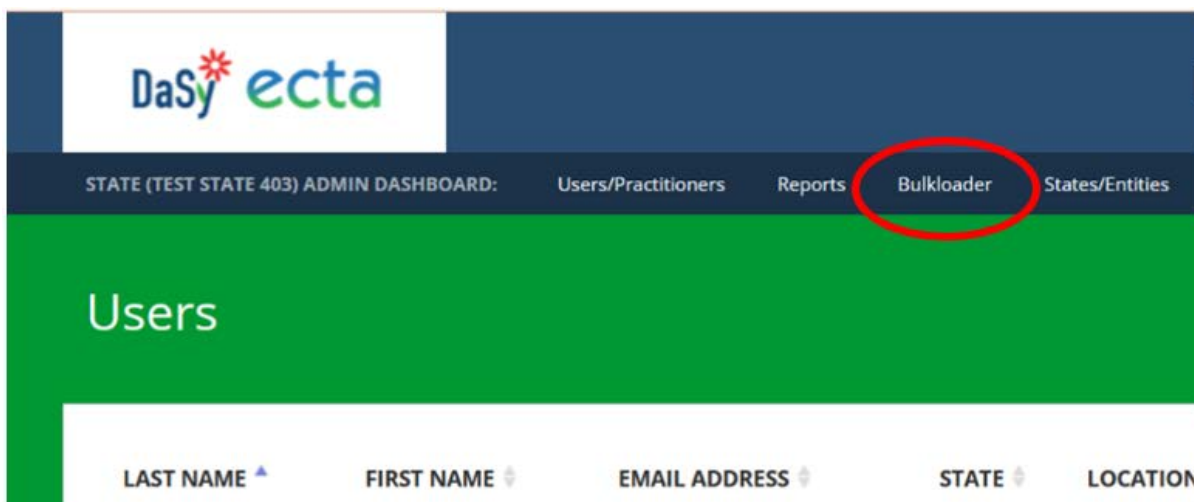 DaSy ecta
STATE (TEST STATE 403) ADMIN DASHBOARD: Users/Practitioners Reports Bulkloader States/Entities
Users
LAST NAME FIRST NAME EMAIL ADDRESS STATE LOCATION